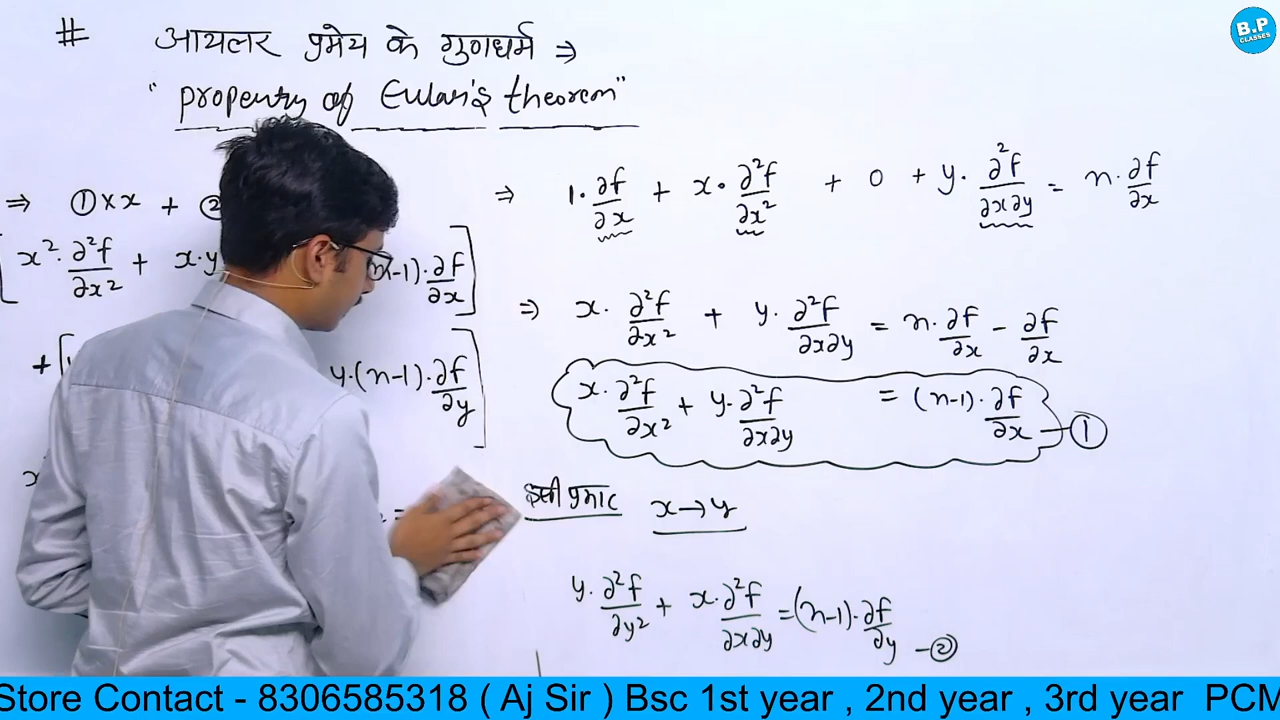 B.P
CLASSES
# आयलर प्रमेय के गुणधर्म ⇒
"property of Eular's theorem"
⇒ 1·∂f/∂x + x·∂²f/∂x² + 0 + y·∂²f/∂x∂y = n·∂f/∂x
⇒ x·∂²f/∂x² + y·∂²f/∂x∂y = n·∂f/∂x − ∂f/∂x
x·∂²f/∂x² + y·∂²f/∂x∂y = (n-1)·∂f/∂x — ①
इसी प्रकार x→y
y·∂²f/∂y² + x·∂²f/∂x∂y = (n-1)·∂f/∂y — ②
⇒ ①×x + ②
[x²·∂²f/∂x² + x·y (n-1)·∂f/∂x]
+[ y·(n-1)·∂f/∂y]
Store Contact - 8306585318 ( Aj Sir ) Bsc 1st year , 2nd year , 3rd year PCM